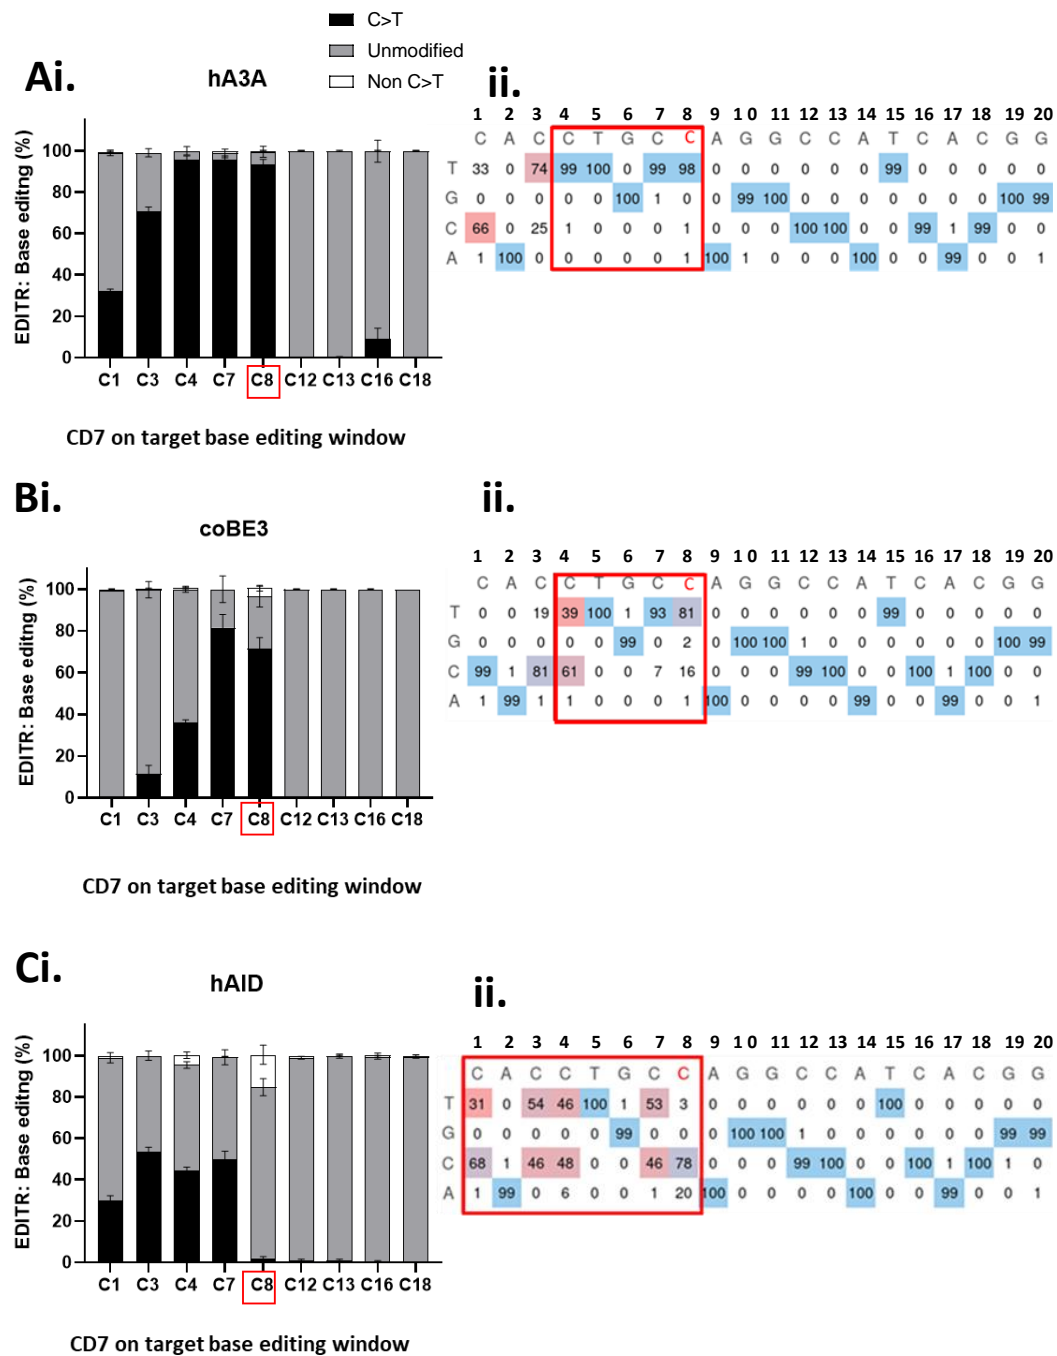 C>T
Unmodified
Non C>T
Ai.
hA3A
ii.
1 2 3 4 5 6 7 8 9 10 11 12 13 14 15 16 17 18 19 20
C A C C T G C C A G G C C A T C A C G G
T 33 0 74 99 100 0 99 98 0 0 0 0 0 0 99 0 0 0 0 0
G 0 0 0 0 0 100 1 0 0 99 100 0 0 0 0 0 0 0 100 99
C 66 0 25 1 0 0 0 1 0 0 0 100 100 0 0 99 1 99 0 0
A 1 100 0 0 0 0 0 1 100 1 0 0 0 100 0 0 99 0 0 1
EDITR: Base editng (%)
100
80
60
40
20
0
C1 C3 C4 C7 C8 C12 C13 C16 C18
CD7 on target base editing window
Bi.
coBE3
ii.
1 2 3 4 5 6 7 8 9 10 11 12 13 14 15 16 17 18 19 20
C A C C T G C C A G G C C A T C A C G G
T 0 0 19 39 100 1 93 81 0 0 0 0 0 0 99 0 0 0 0 0
G 0 0 0 0 0 99 0 2 0 100 100 1 0 0 0 0 0 0 100 99
C 99 1 81 61 0 0 7 16 0 0 0 99 100 0 0 100 1 100 0 0
A 1 99 1 1 0 0 0 1 100 0 0 0 0 99 0 0 99 0 0 1
EDITR: Base editng (%)
100
80
60
40
20
0
C1 C3 C4 C7 C8 C12 C13 C16 C18
CD7 on target base editing window
Ci.
hAID
ii.
1 2 3 4 5 6 7 8 9 10 11 12 13 14 15 16 17 18 19 20
C A C C T G C C A G G C C A T C A C G G
T 31 0 54 46 100 1 53 3 0 0 0 0 0 0 100 0 0 0 0 0
G 0 0 0 0 0 99 0 0 0 100 100 1 0 0 0 0 0 0 99 99
C 68 1 46 48 0 0 46 78 0 0 0 99 100 0 0 100 1 100 1 0
A 1 99 0 6 0 0 1 20 100 0 0 0 0 100 0 0 99 0 0 1
EDITR: Base editng (%)
100
80
60
40
20
0
C1 C3 C4 C7 C8 C12 C13 C16 C18
CD7 on target base editing window